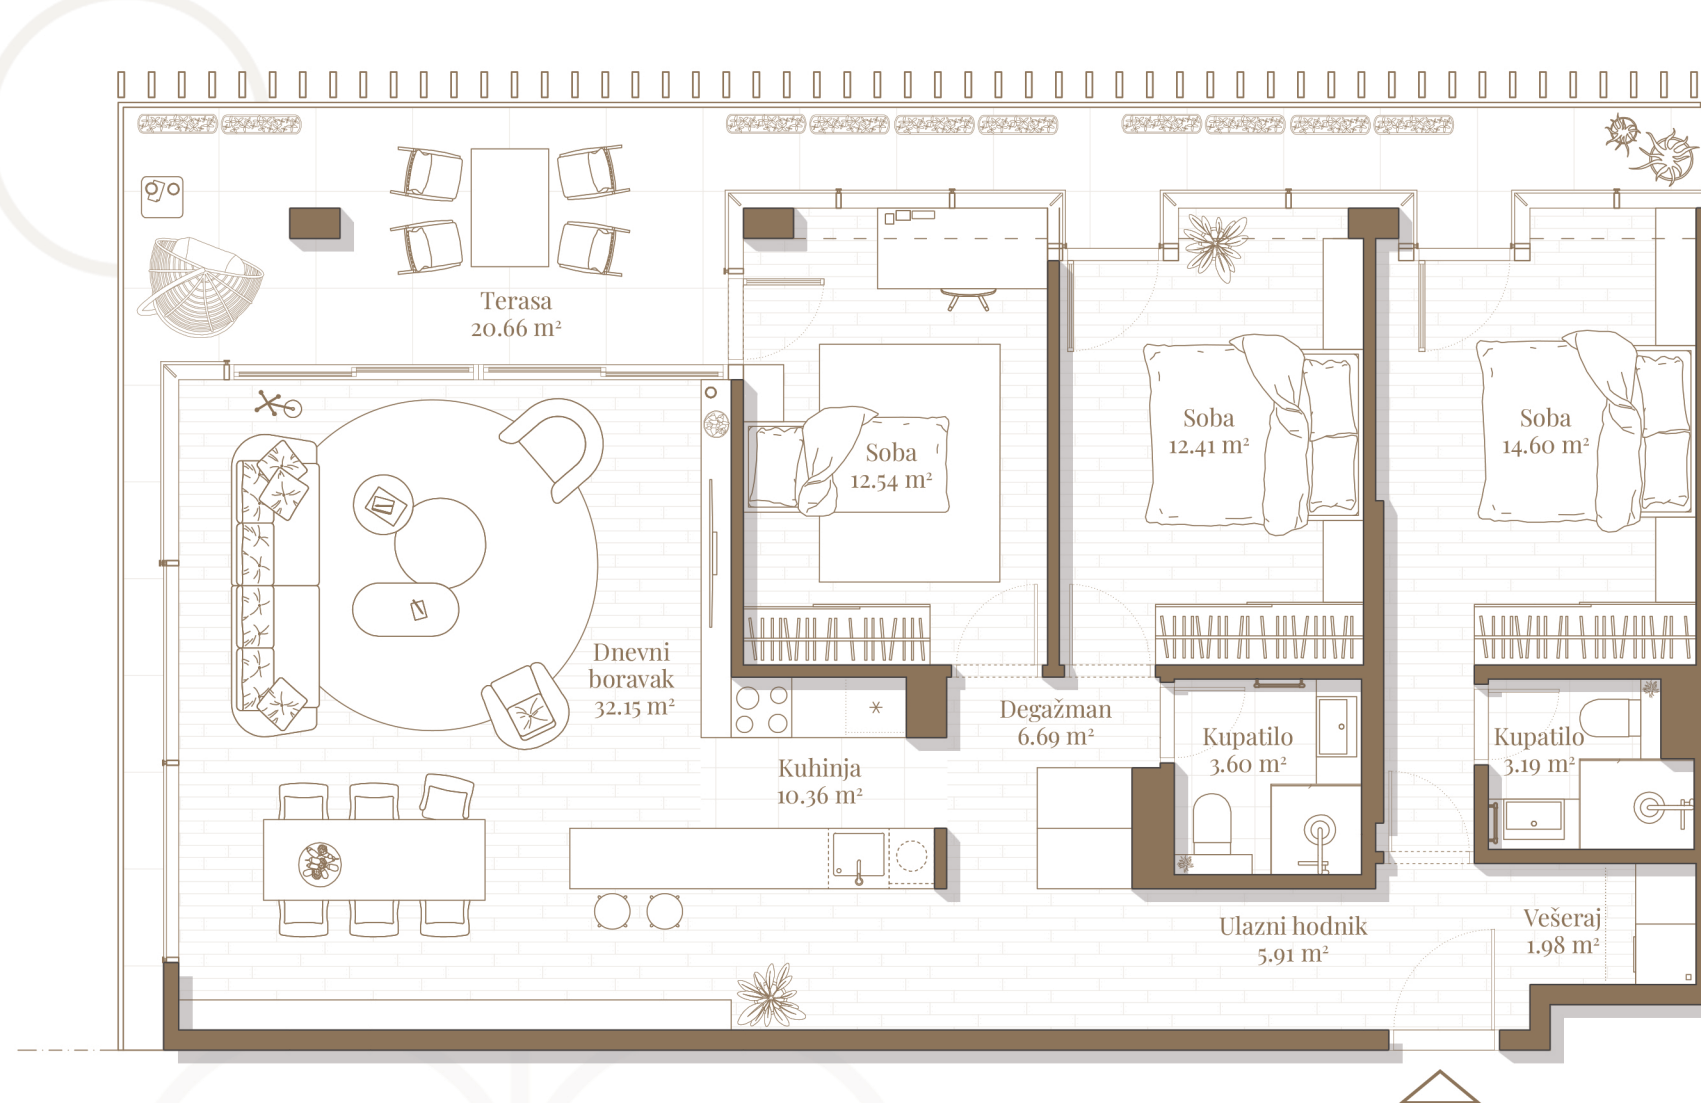 Terasa
20.66 m²
Soba
12.54 m²
Soba
12.41 m²
Soba
14.60 m²
Dnevni
boravak
32.15 m²
Kuhinja
10.36 m²
Degažman
6.69 m²
Kupatilo
3.60 m²
Kupatilo
3.19 m²
Ulazni hodnik
5.91 m²
Vešeraj
1.98 m²